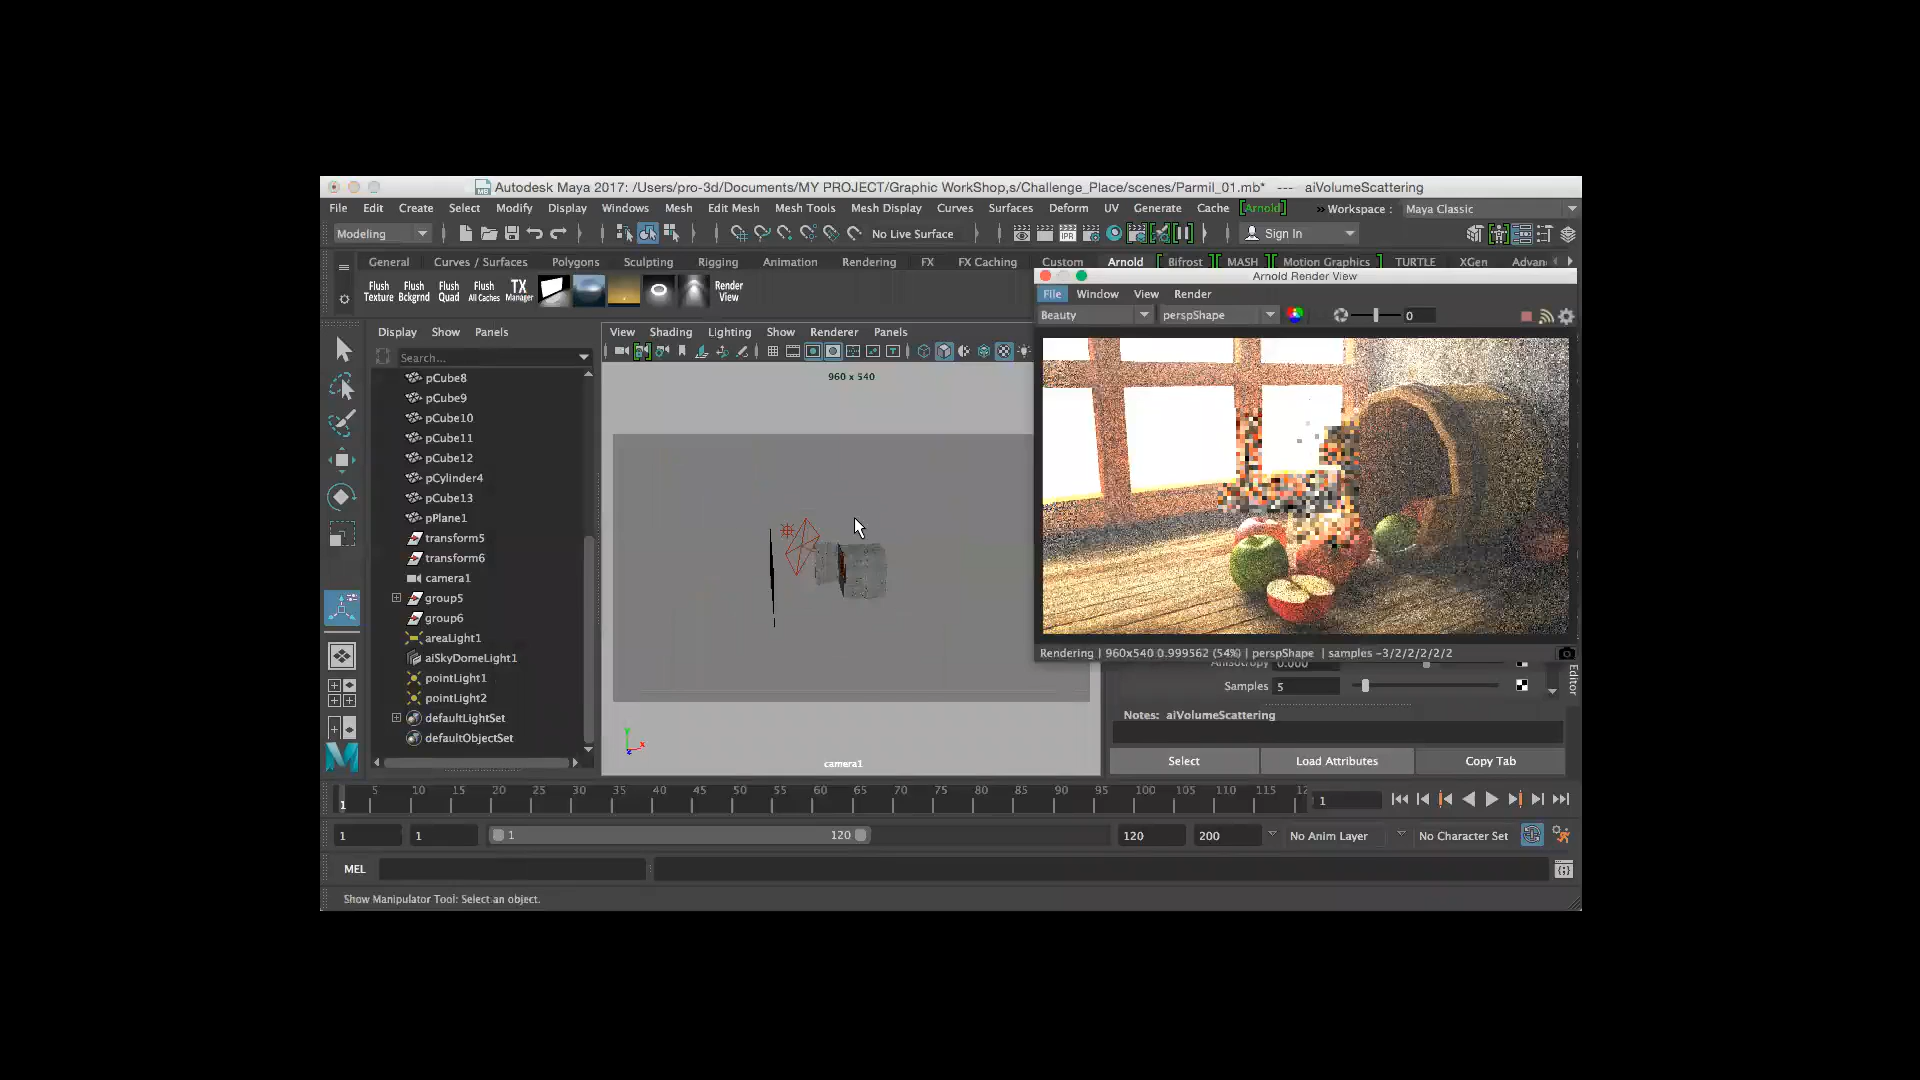 Autodesk Maya 2017: /Users/pro-3d/Documents/MY PROJECT/Graphic WorkShop,s/Challenge_Place/scenes/Parmil_01.mb* --- aiVolumeScattering
File Edit Create Select Modify Display Windows Mesh Edit Mesh Mesh Tools Mesh Display Curves Surfaces Deform UV Generate Cache [Arnold] » Workspace : Maya Classic
Modeling No Live Surface Sign In
General Curves / Surfaces Polygons Sculpting Rigging Animation Rendering FX FX Caching Custom Arnold Bifrost MASH Motion Graphics TURTLE XGen Advan
Arnold Render View
Flush Texture Flush Bckgrnd Flush Quad Flush All Caches TX Manager Render View
File Window View Render
Beauty perspShape 0
Display Show Panels
View Shading Lighting Show Renderer Panels
Search...
960 x 540
pCube8
pCube9
pCube10
pCube11
pCube12
pCylinder4
pCube13
pPlane1
transform5
transform6
camera1
group5
group6
areaLight1
aiSkyDomeLight1
pointLight1
pointLight2
defaultLightSet
defaultObjectSet
camera1
Rendering | 960x540 0.999562 (54%) | perspShape | samples -3/2/2/2/2/2
Anisotropy 0.000
Samples 5
Editor
Notes: aiVolumeScattering
Select Load Attributes Copy Tab
1 5 10 15 20 25 30 35 40 45 50 55 60 65 70 75 80 85 90 95 100 105 110 115 12 1
1 1 1 120 120 200 No Anim Layer No Character Set
MEL
Show Manipulator Tool: Select an object.